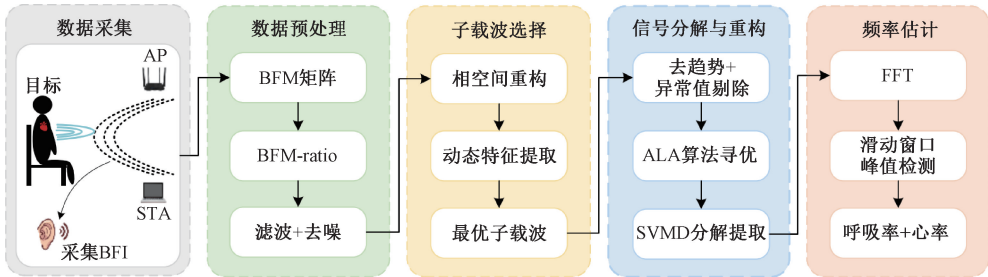 数据采集
AP
目标
STA
采集BFI
数据预处理
BFM矩阵
BFM-ratio
滤波+去噪
子载波选择
相空间重构
动态特征提取
最优子载波
信号分解与重构
去趋势+
异常值剔除
ALA算法寻优
SVMD分解提取
频率估计
FFT
滑动窗口
峰值检测
呼吸率+心率